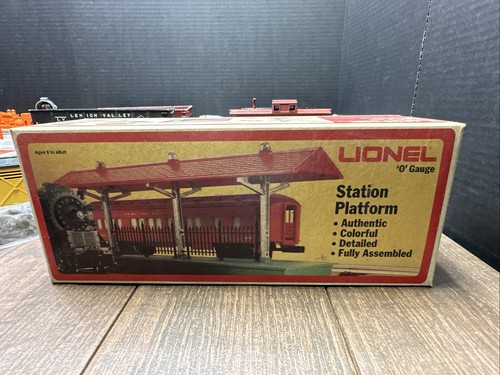 LEHIGH VALLEY
Ages 8 to adult
LIONEL
'O' Gauge
Station
Platform
• Authentic
• Colorful
• Detailed
• Fully Assembled